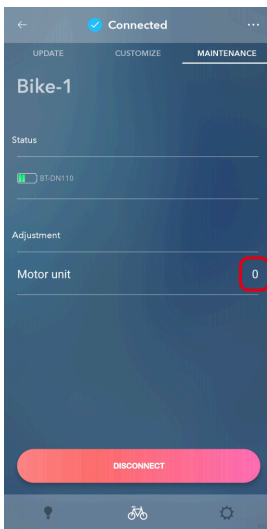 Connected
UPDATE CUSTOMIZE MAINTENANCE
Bike-1
Status
BT-DN110
Adjustment
Motor unit 0
DISCONNECT